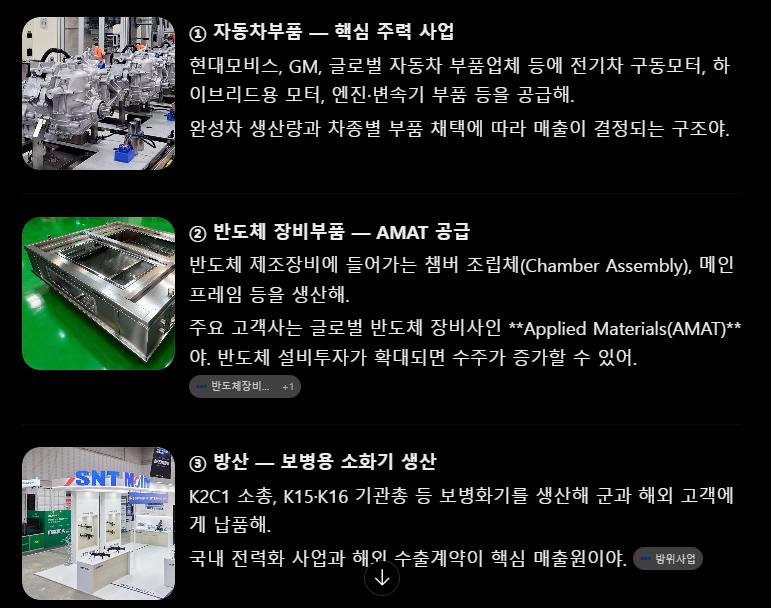 ① 자동차부품 — 핵심 주력 사업
현대모비스, GM, 글로벌 자동차 부품업체 등에 전기차 구동모터, 하
이브리드용 모터, 엔진·변속기 부품 등을 공급해.
완성차 생산량과 차종별 부품 채택에 따라 매출이 결정되는 구조야.
② 반도체 장비부품 — AMAT 공급
반도체 제조장비에 들어가는 챔버 조립체(Chamber Assembly), 메인
프레임 등을 생산해.
주요 고객사는 글로벌 반도체 장비사인 **Applied Materials(AMAT)**
야. 반도체 설비투자가 확대되면 수주가 증가할 수 있어.
반도체장비... +1
③ 방산 — 보병용 소화기 생산
SNT
K2C1 소총, K15·K16 기관총 등 보병화기를 생산해 군과 해외 고객에
게 납품해.
국내 전력화 사업과 해외 수출계약이 핵심 매출원이야. 방위사업